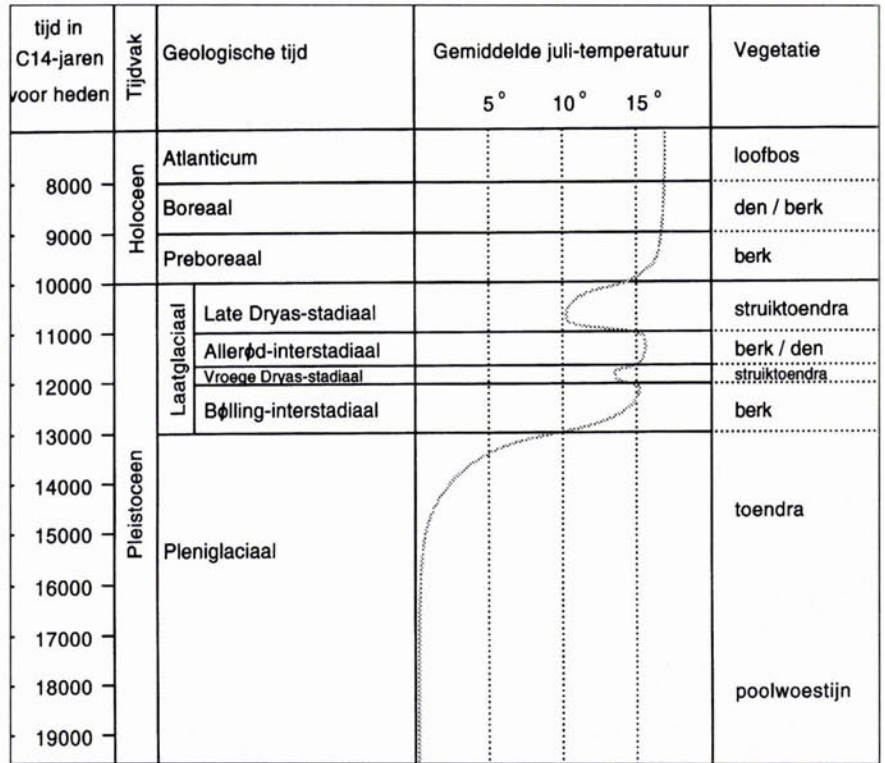 tijd in
C14-jaren
voor heden
Tijdvak
Geologische tijd
Gemiddelde juli-temperatuur
5° 10° 15°
Vegetatie
Holoceen
Atlanticum
loofbos
8000
Boreaal
den / berk
9000
Preboreaal
berk
10000
Pleistoceen
Laatglaciaal
Late Dryas-stadiaal
struiktoendra
11000
Allerød-interstadiaal
berk / den
Vroege Dryas-stadiaal
struiktoendra
12000
Bølling-interstadiaal
berk
13000
14000
toendra
15000
Pleniglaciaal
16000
17000
18000
poolwoestijn
19000